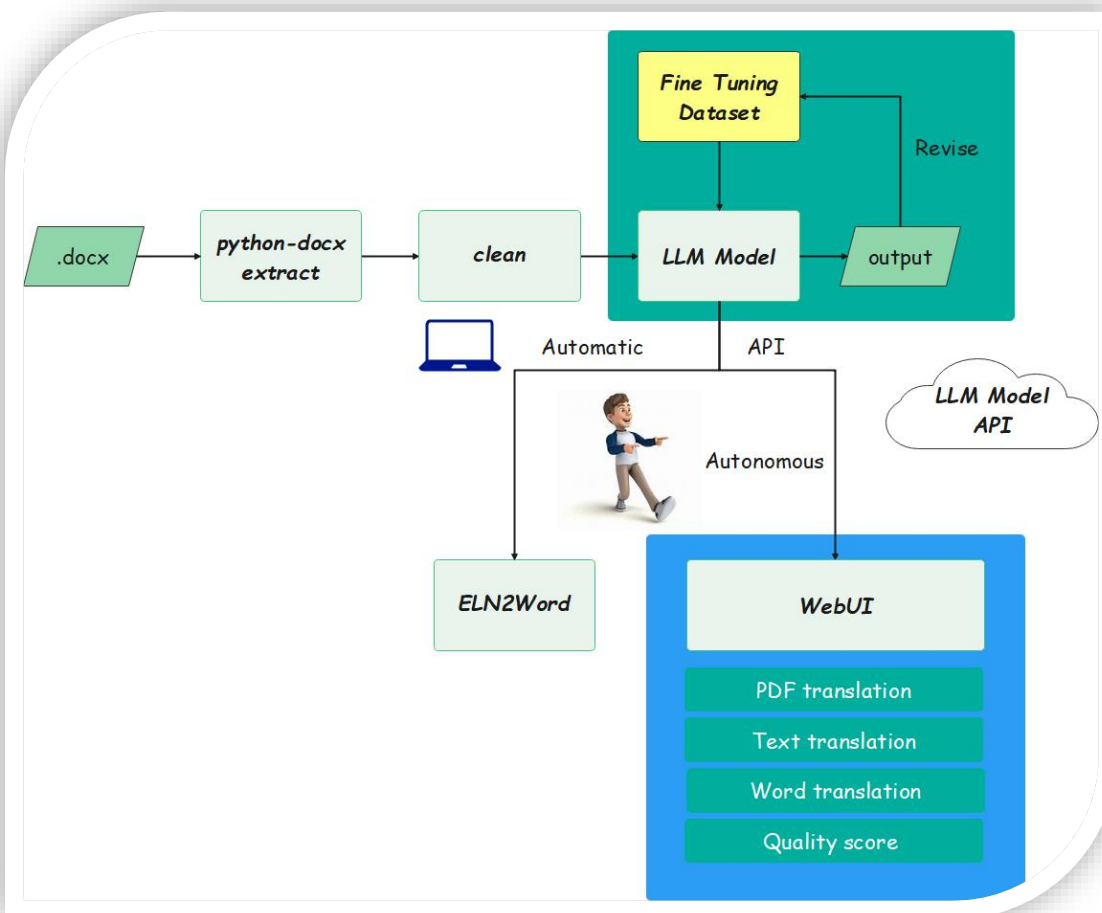 Fine Tuning
Dataset
Revise
.docx
python-docx
extract
clean
LLM Model
output
Automatic
API
LLM Model
API
Autonomous
ELN2Word
WebUI
PDF translation
Text translation
Word translation
Quality score